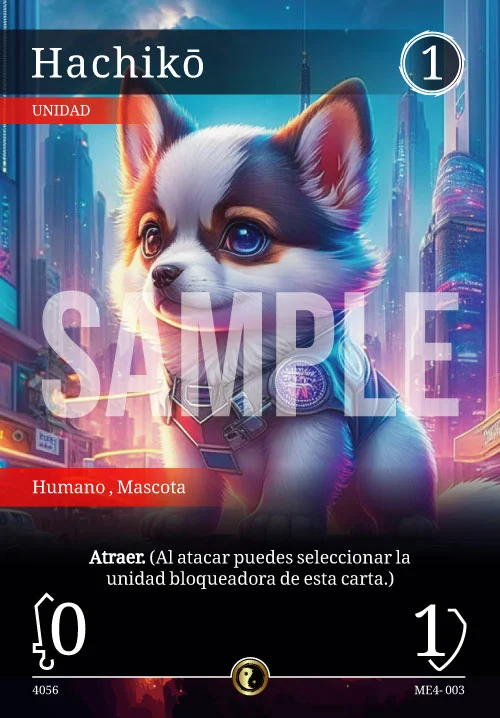 Hachikō
1
UNIDAD
SAMPLE
Humano , Mascota
Atraer. (Al atacar puedes seleccionar la
unidad bloqueadora de esta carta.)
0
1
4056
ME4- 003